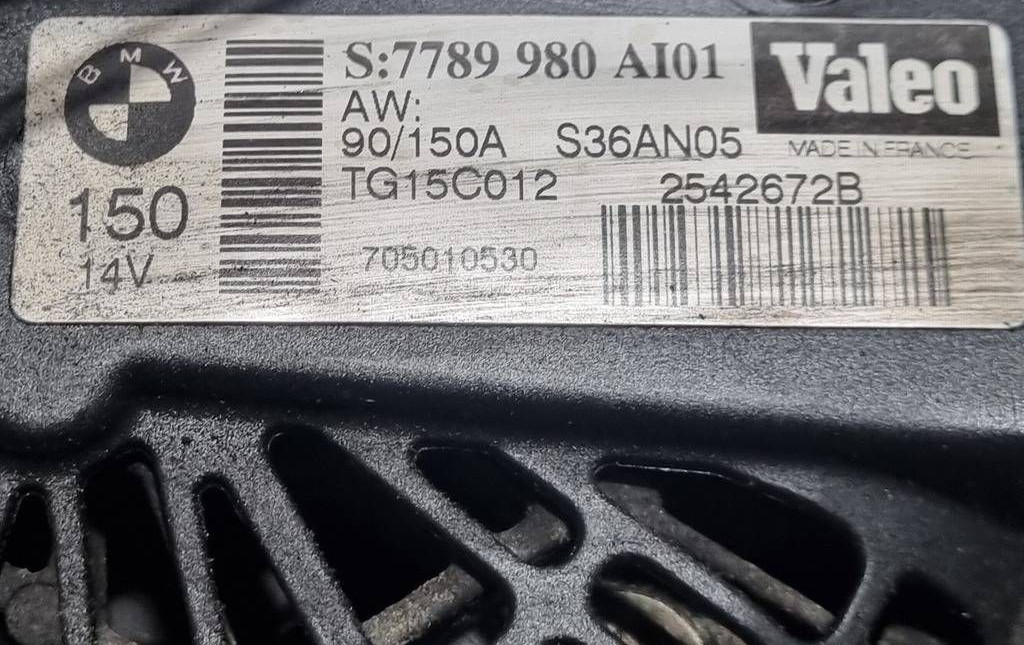 BMW
150
14V
S:7789 980 AI01
AW:
90/150A S36AN05
TG15C012 2542672B
705010530
Valeo
MADE IN FRANCE